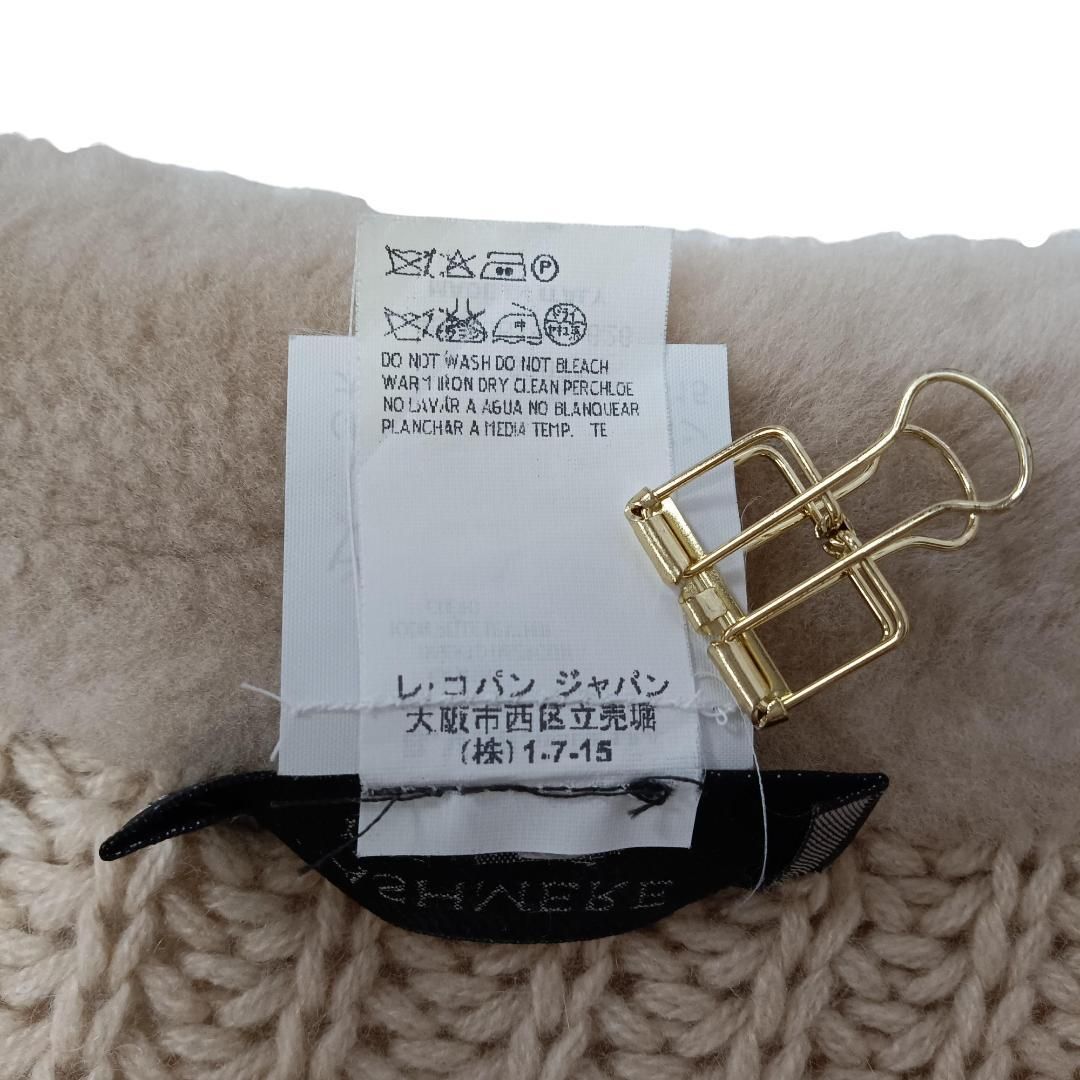 P
DO NOT WASH DO NOT BLEACH
WARM IRON DRY CLEAN PERCHLOE
NO LAVAR A AGUA NO BLANQUEAR
PLANCHAR A MEDIA TEMP. TE
レ・コパン ジャパン
大阪市西区立売堀
(株) 1-7-15
CASHMERE